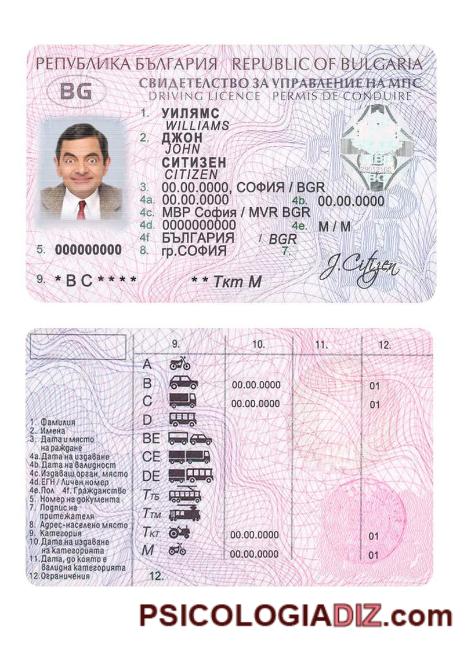 РЕПУБЛИКА БЪЛГАРИЯ REPUBLIC OF BULGARIA
СВИДЕТЕЛСТВО ЗА УПРАВЛЕНИЕ НА МПС
BG DRIVING LICENCE PERMIS DE CONDUIRE
1. УИЛЯМС
WILLIAMS
2. ДЖОН
JOHN
СИТИЗЕН
CITIZEN
3. 00.00.0000, СОФИЯ / BGR
4a. 00.00.0000 4b. 00.00.0000
4c. МВР София / MVR BGR
4d. 0000000000 4e. M / M
4f БЪЛГАРИЯ / BGR
5. 000000000 8. гр.СОФИЯ 7. J.Citizen
9. * B C * * * * * * Ткт М
9. 10. 11. 12.
A
B 00.00.0000 01
C 00.00.0000 01
D
BE
CE
DE
Ттб
Ттм
Ткт 00.00.0000 01
M 00.00.0000 01
1. Фамилия
2. Имена
3. Дата и място
на раждане
4а. Дата на издаване
4b. Дата на валидност
4c. Издаващ орган, място
4d. ЕГН / Личен номер
4e. Пол 4f. Гражданство
5. Номер на документа
7. Подпис на
притежателя
8. Адрес-населено място
9. Категория
10. Дата на издаване
на категорията
11. Дата, до която е
валидна категорията
12. Ограничения 12.
PSICOLOGIADIZ.com